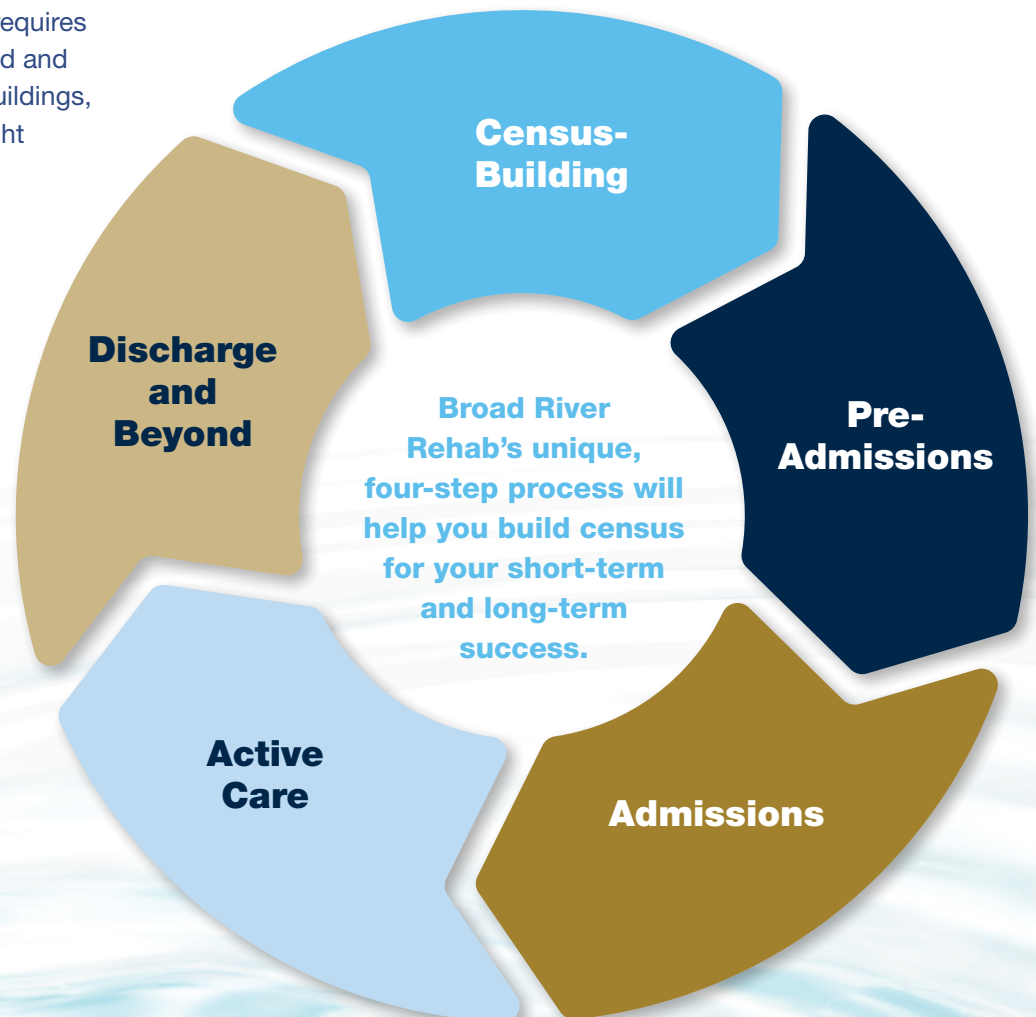 requires
d and
uildings,
ht
Census-
Building
Pre-
Admissions
Discharge
and
Beyond
Broad River
Rehab's unique,
four-step process will
help you build census
for your short-term
and long-term
success.
Active
Care
Admissions